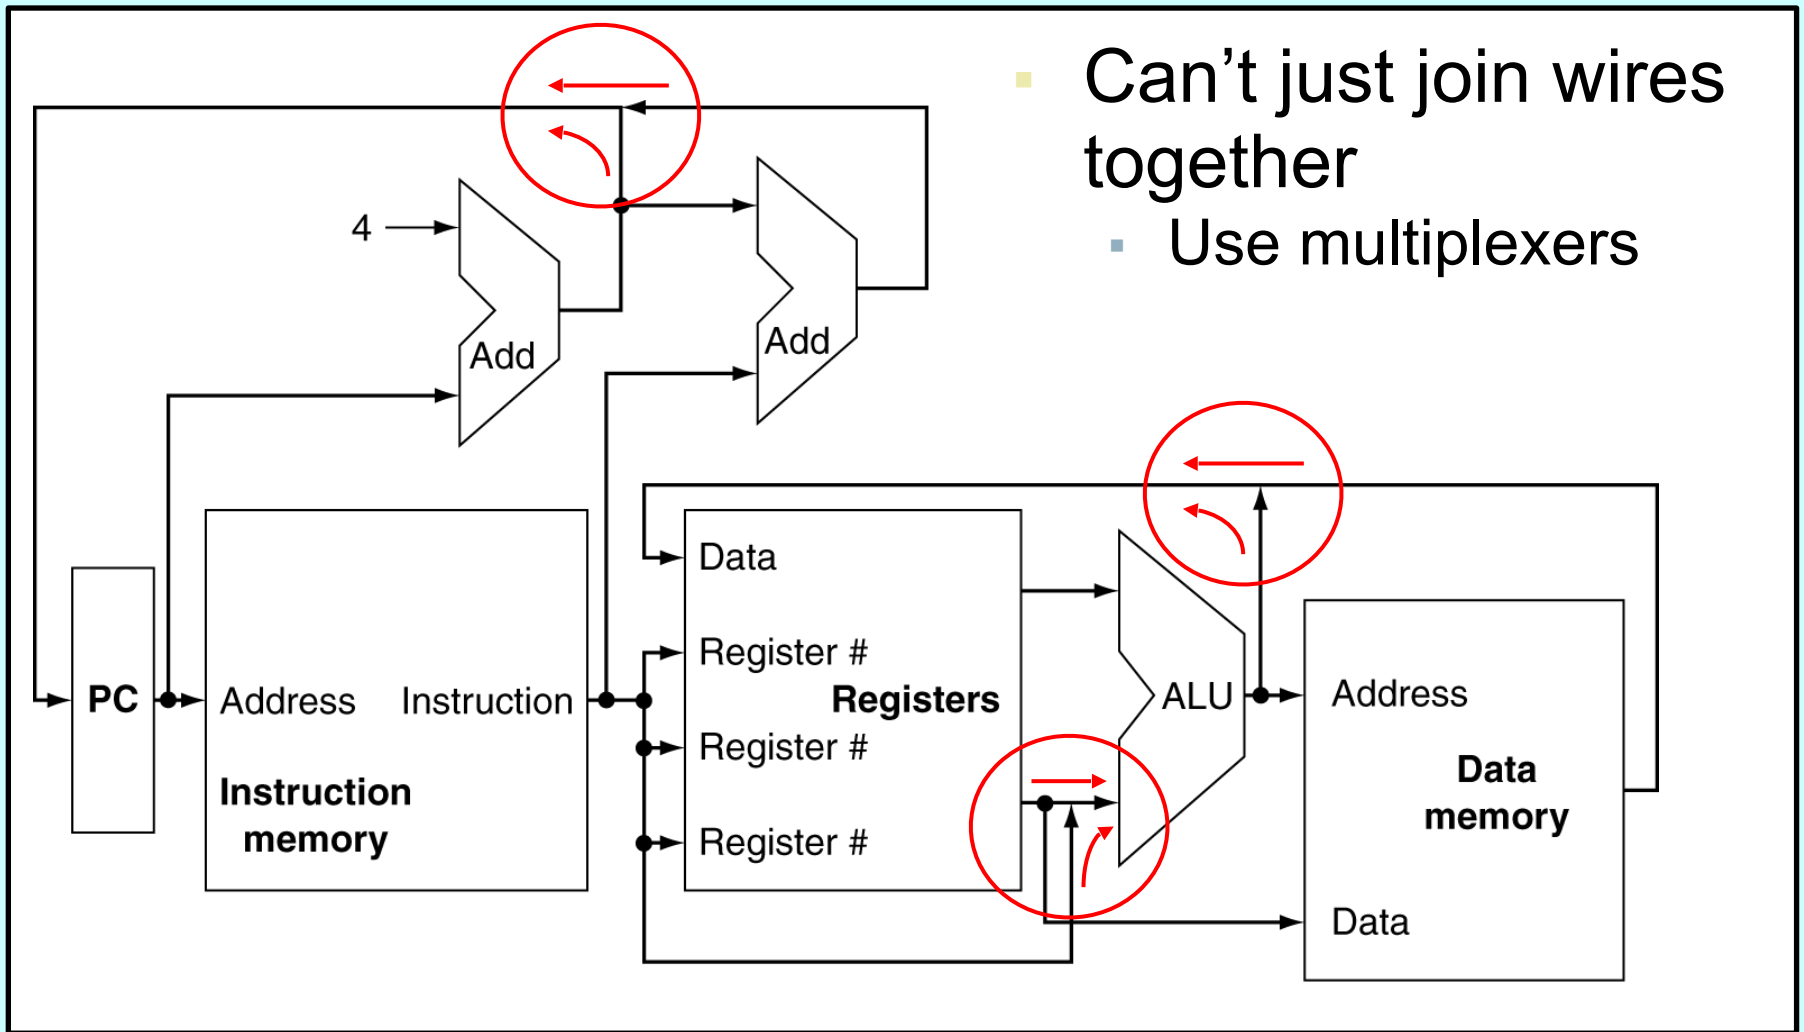 Can’t just join wires
together
Use multiplexers
4
Add
Add
PC
Address
Instruction
Instruction
memory
Data
Register #
Registers
Register #
Register #
ALU
Address
Data
memory
Data